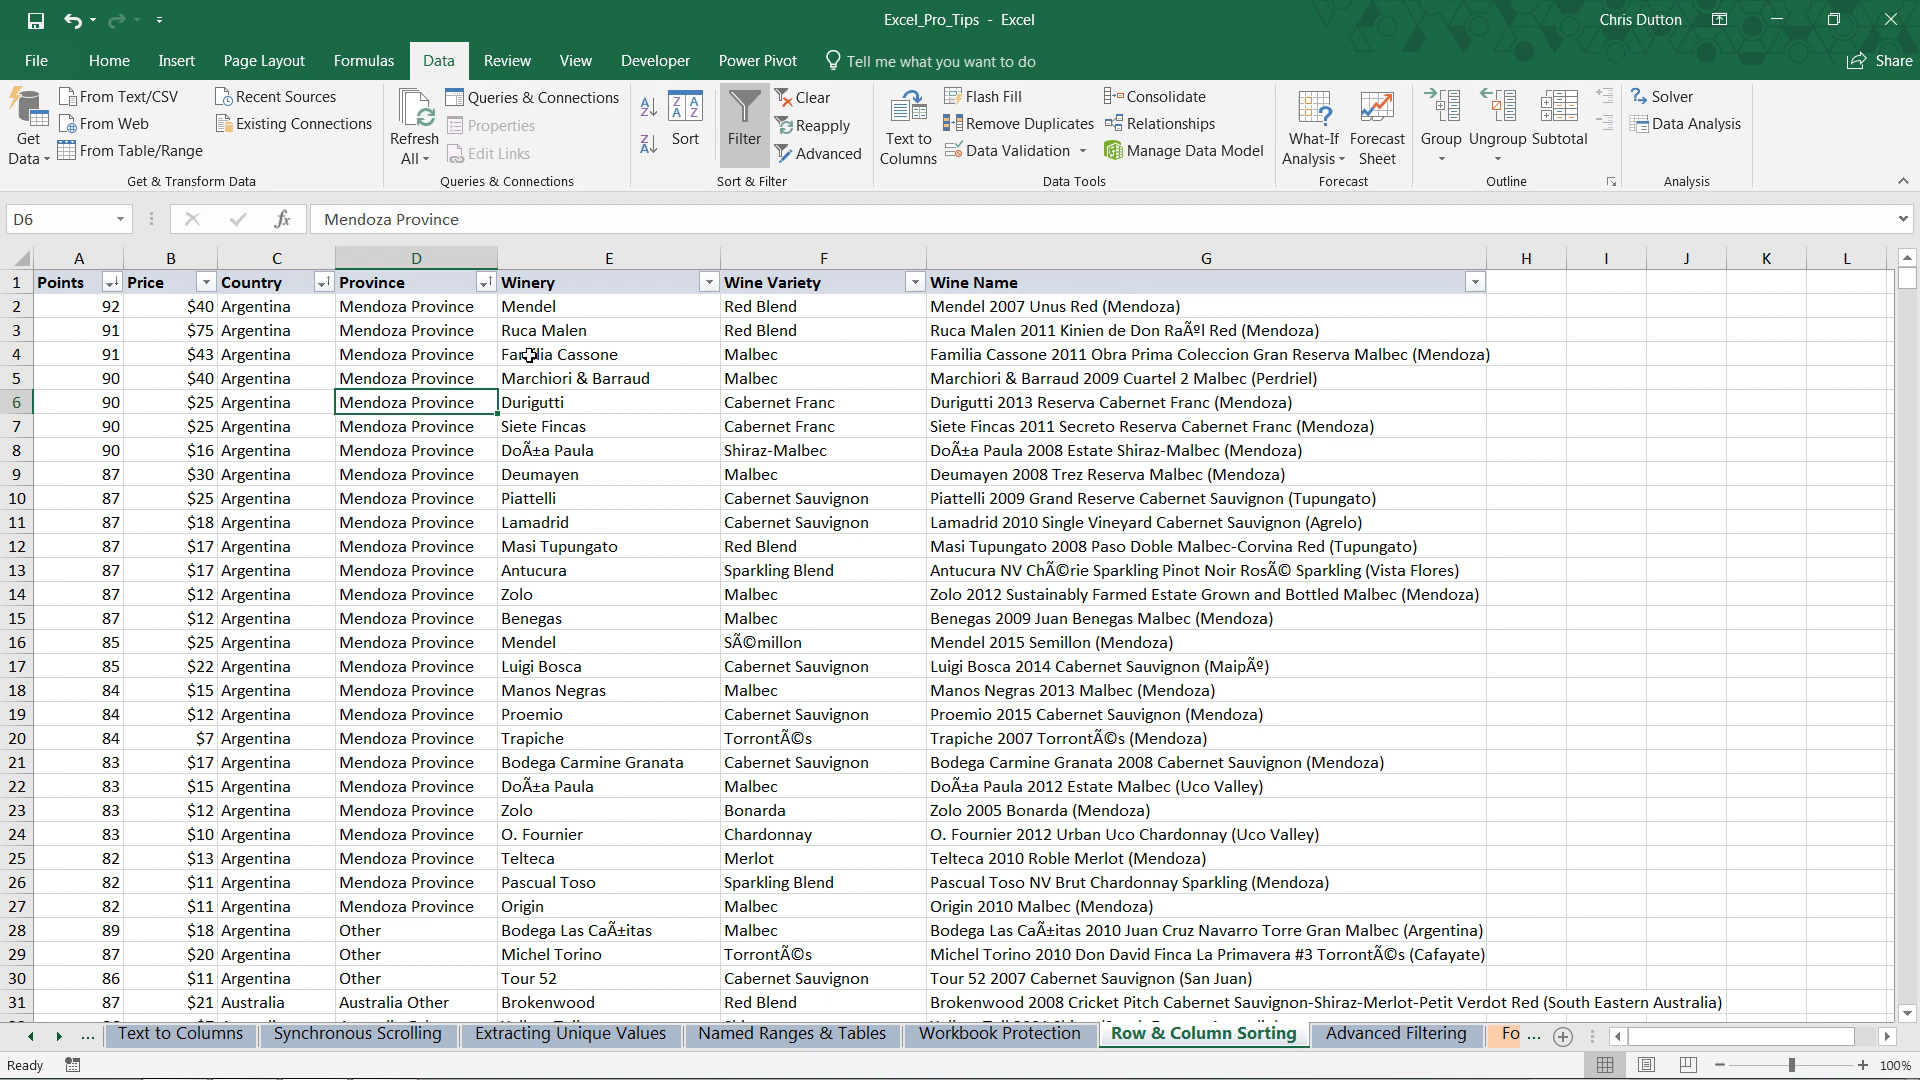 Excel_Pro_Tips - Excel
Chris Dutton
File Home Insert Page Layout Formulas Data Review View Developer Power Pivot Tell me what you want to do Share
Get Data
From Text/CSV
From Web
From Table/Range
Recent Sources
Existing Connections
Get & Transform Data
Refresh All
Queries & Connections
Properties
Edit Links
Queries & Connections
Sort
Filter
Clear
Reapply
Advanced
Sort & Filter
Text to Columns
Flash Fill
Remove Duplicates
Data Validation
Consolidate
Relationships
Manage Data Model
Data Tools
What-If Analysis
Forecast Sheet
Forecast
Group
Ungroup
Subtotal
Outline
Solver
Data Analysis
Analysis
D6 fx Mendoza Province
A B C D E F G H I J K L
1 Points Price Country Province Winery Wine Variety Wine Name
2 92 $40 Argentina Mendoza Province Mendel Red Blend Mendel 2007 Unus Red (Mendoza)
3 91 $75 Argentina Mendoza Province Ruca Malen Red Blend Ruca Malen 2011 Kinien de Don RaÃºl Red (Mendoza)
4 91 $43 Argentina Mendoza Province Familia Cassone Malbec Familia Cassone 2011 Obra Prima Coleccion Gran Reserva Malbec (Mendoza)
5 90 $40 Argentina Mendoza Province Marchiori & Barraud Malbec Marchiori & Barraud 2009 Cuartel 2 Malbec (Perdriel)
6 90 $25 Argentina Mendoza Province Durigutti Cabernet Franc Durigutti 2013 Reserva Cabernet Franc (Mendoza)
7 90 $25 Argentina Mendoza Province Siete Fincas Cabernet Franc Siete Fincas 2011 Secreto Reserva Cabernet Franc (Mendoza)
8 90 $16 Argentina Mendoza Province DoÃ±a Paula Shiraz-Malbec DoÃ±a Paula 2008 Estate Shiraz-Malbec (Mendoza)
9 87 $30 Argentina Mendoza Province Deumayen Malbec Deumayen 2008 Trez Reserva Malbec (Mendoza)
10 87 $25 Argentina Mendoza Province Piattelli Cabernet Sauvignon Piattelli 2009 Grand Reserve Cabernet Sauvignon (Tupungato)
11 87 $18 Argentina Mendoza Province Lamadrid Cabernet Sauvignon Lamadrid 2010 Single Vineyard Cabernet Sauvignon (Agrelo)
12 87 $17 Argentina Mendoza Province Masi Tupungato Red Blend Masi Tupungato 2008 Paso Doble Malbec-Corvina Red (Tupungato)
13 87 $17 Argentina Mendoza Province Antucura Sparkling Blend Antucura NV ChÃ©rie Sparkling Pinot Noir RosÃ© Sparkling (Vista Flores)
14 87 $12 Argentina Mendoza Province Zolo Malbec Zolo 2012 Sustainably Farmed Estate Grown and Bottled Malbec (Mendoza)
15 87 $12 Argentina Mendoza Province Benegas Malbec Benegas 2009 Juan Benegas Malbec (Mendoza)
16 85 $25 Argentina Mendoza Province Mendel SÃ©millon Mendel 2015 Semillon (Mendoza)
17 85 $22 Argentina Mendoza Province Luigi Bosca Cabernet Sauvignon Luigi Bosca 2014 Cabernet Sauvignon (MaipÃº)
18 84 $15 Argentina Mendoza Province Manos Negras Malbec Manos Negras 2013 Malbec (Mendoza)
19 84 $12 Argentina Mendoza Province Proemio Cabernet Sauvignon Proemio 2015 Cabernet Sauvignon (Mendoza)
20 84 $7 Argentina Mendoza Province Trapiche TorrontÃ©s Trapiche 2007 TorrontÃ©s (Mendoza)
21 83 $17 Argentina Mendoza Province Bodega Carmine Granata Cabernet Sauvignon Bodega Carmine Granata 2008 Cabernet Sauvignon (Mendoza)
22 83 $15 Argentina Mendoza Province DoÃ±a Paula Malbec DoÃ±a Paula 2012 Estate Malbec (Uco Valley)
23 83 $12 Argentina Mendoza Province Zolo Bonarda Zolo 2005 Bonarda (Mendoza)
24 83 $10 Argentina Mendoza Province O. Fournier Chardonnay O. Fournier 2012 Urban Uco Chardonnay (Uco Valley)
25 82 $13 Argentina Mendoza Province Telteca Merlot Telteca 2010 Roble Merlot (Mendoza)
26 82 $11 Argentina Mendoza Province Pascual Toso Sparkling Blend Pascual Toso NV Brut Chardonnay Sparkling (Mendoza)
27 82 $11 Argentina Mendoza Province Origin Malbec Origin 2010 Malbec (Mendoza)
28 89 $18 Argentina Other Bodega Las CaÃ±itas Malbec Bodega Las CaÃ±itas 2010 Juan Cruz Navarro Torre Gran Malbec (Argentina)
29 87 $20 Argentina Other Michel Torino TorrontÃ©s Michel Torino 2010 Don David Finca La Primavera #3 TorrontÃ©s (Cafayate)
30 86 $11 Argentina Other Tour 52 Cabernet Sauvignon Tour 52 2007 Cabernet Sauvignon (San Juan)
31 87 $21 Australia Australia Other Brokenwood Red Blend Brokenwood 2008 Cricket Pitch Cabernet Sauvignon-Shiraz-Merlot-Petit Verdot Red (South Eastern Australia)
... Text to Columns Synchronous Scrolling Extracting Unique Values Named Ranges & Tables Workbook Protection Row & Column Sorting Advanced Filtering Fo ...
Ready 100%